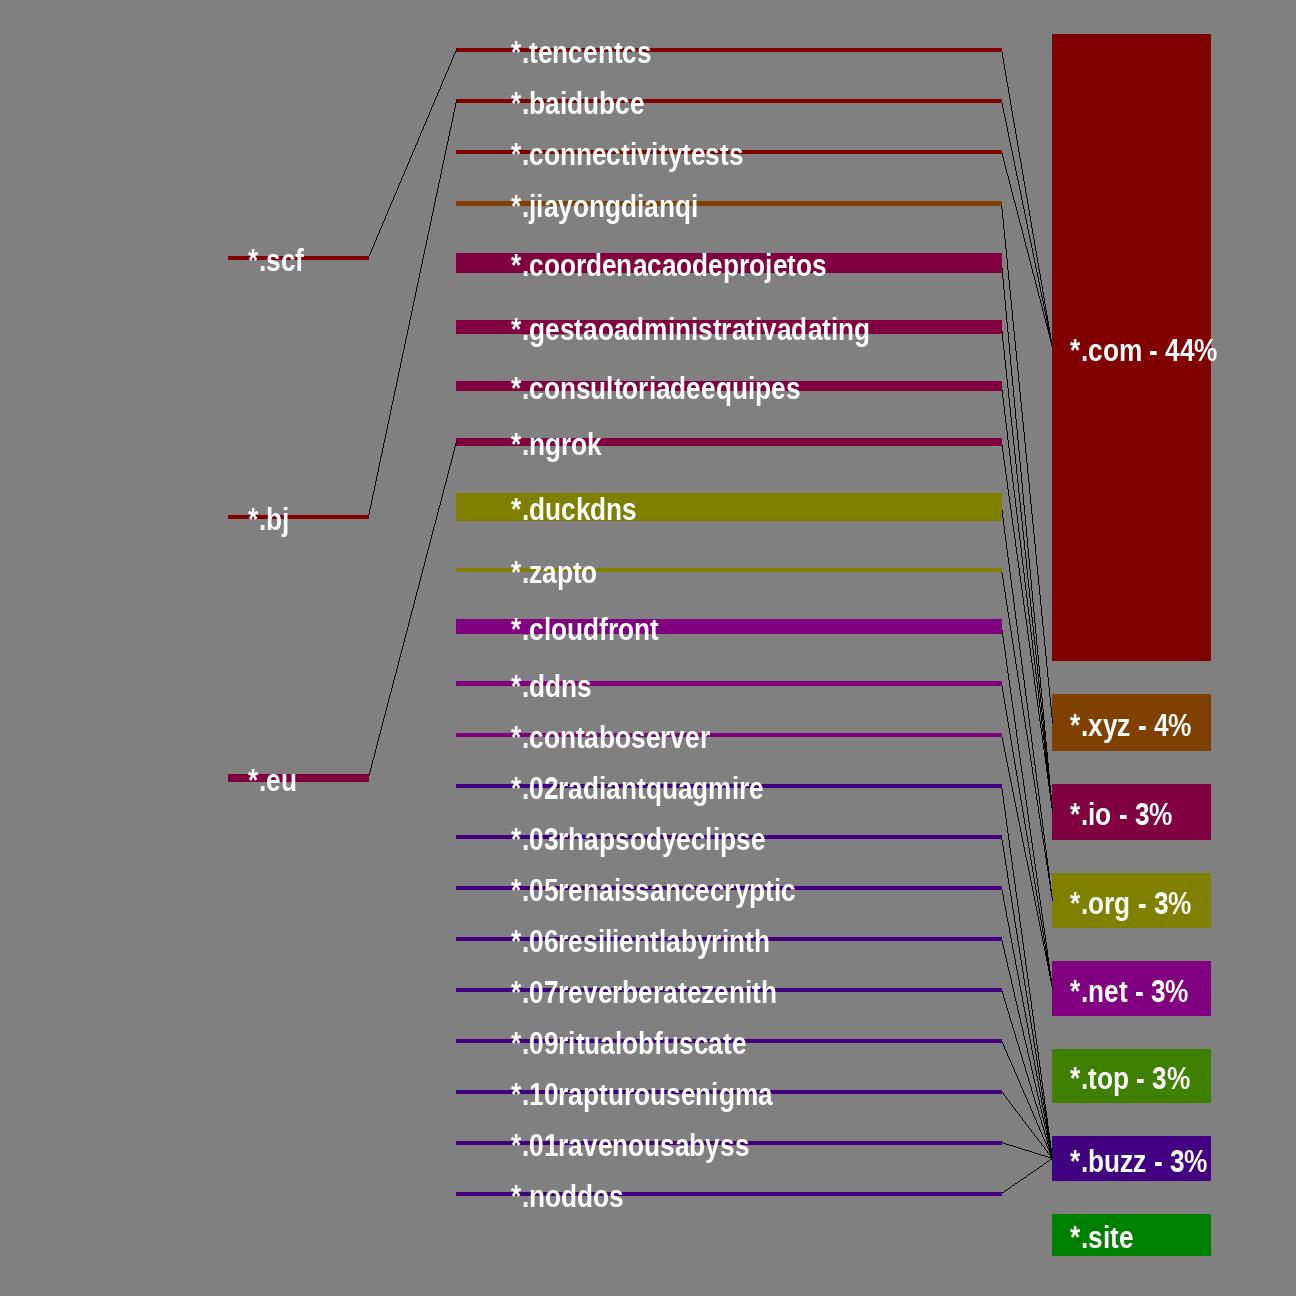 *.scf
*.bj
*.eu
*.tencentcs
*.baidubce
*.connectivitytests
*.jiayongdianqi
*.coordenacaodeprojetos
*.gestaoadministrativadating
*.consultoriadeequipes
*.ngrok
*.duckdns
*.zapto
*.cloudfront
*.ddns
*.contaboserver
*.02radiantquagmire
*.03rhapsodyeclipse
*.05renaissancecryptic
*.06resilientlabyrinth
*.07reverberatezenith
*.09ritualobfuscate
*.10rapturousenigma
*.01ravenousabyss
*.noddos
*.com - 44%
*.xyz - 4%
*.io - 3%
*.org - 3%
*.net - 3%
*.top - 3%
*.buzz - 3%
*.site